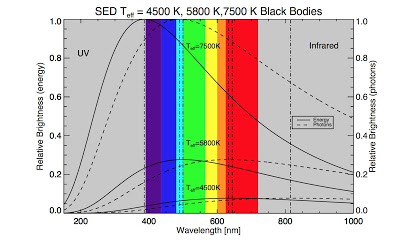 SED Teff = 4500 K, 5800 K,7500 K Black Bodies
1.0
0.8
0.6
0.4
0.2
0.0
Relative Brightness (energy)
UV
Teff=7500K
Infrared
Energy
Photons
Teff=5800K
Teff=4500K
1.0
0.8
0.6
0.4
0.2
0.0
Relative Brightness (photons)
200
400
600
800
1000
Wavelength [nm]